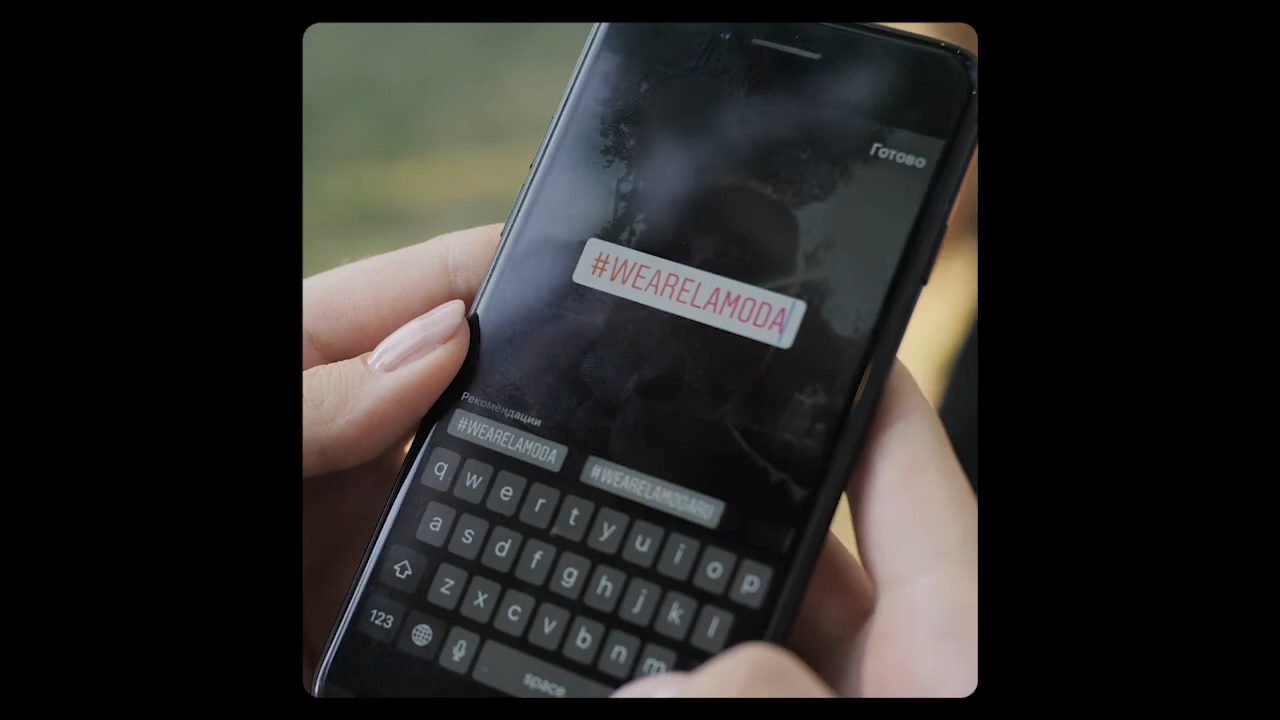 Готово
#WEARELAMODA
Рекомендации
#WEARELAMODA
#WEARELAMODARU
q w e r t y u i o p
a s d f g h j k l
z x c v b n m
123
space